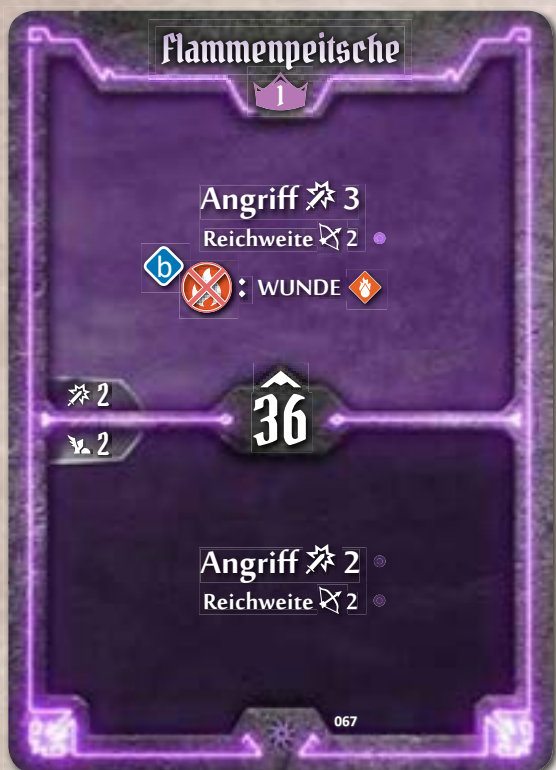 Flammenpeitsche
1
Angriff 3
Reichweite 2
b : WUNDE
2
36
2
Angriff 2
Reichweite 2
067